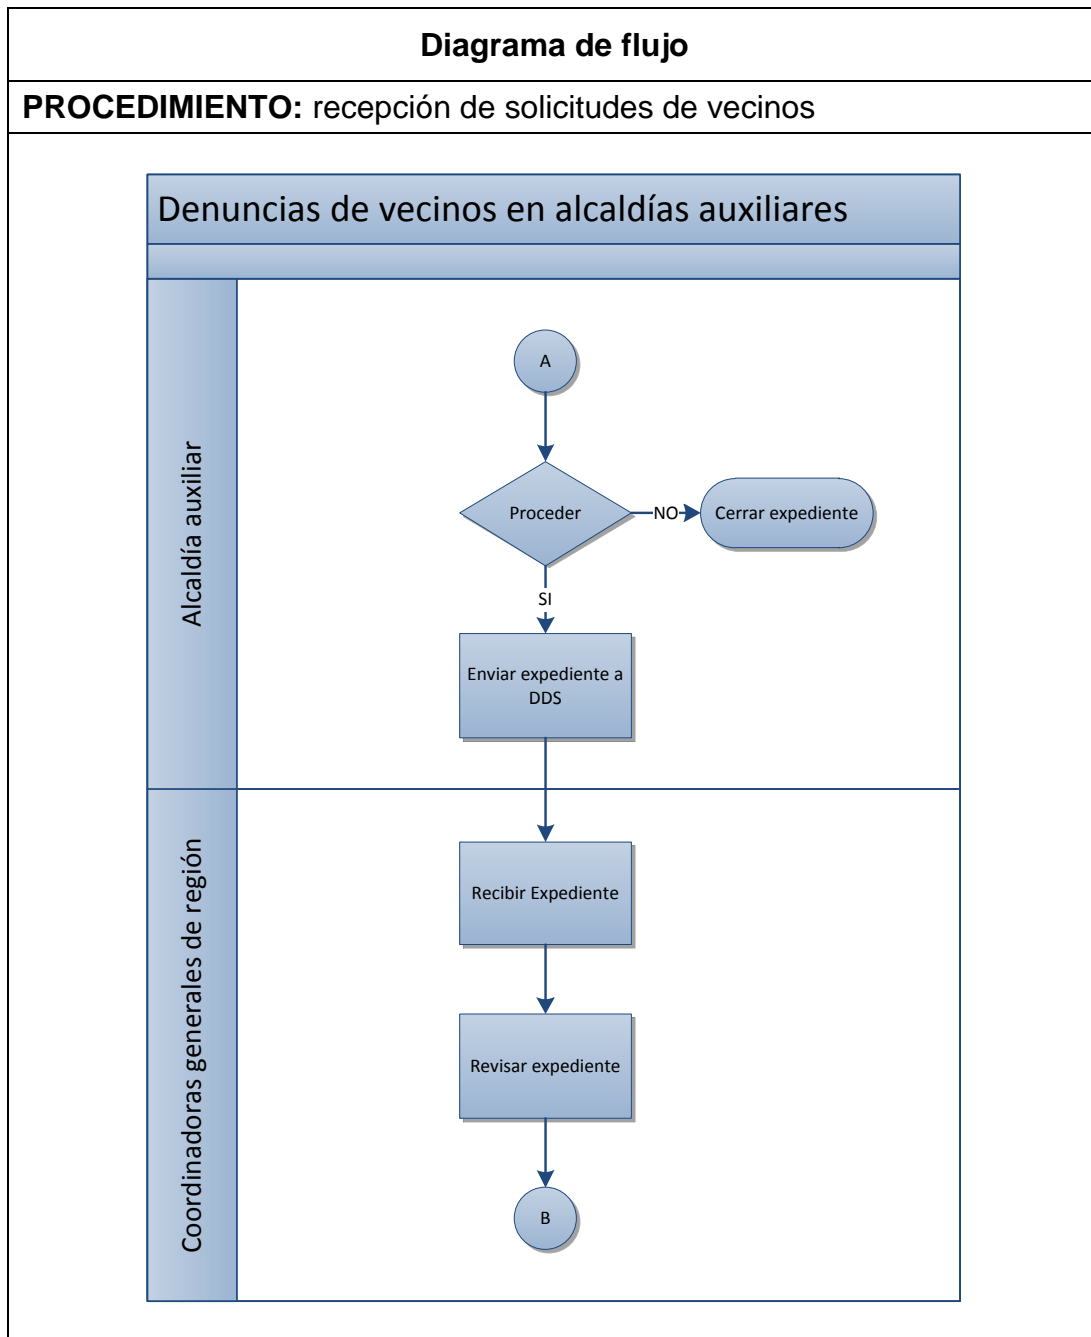 Diagrama de flujo
PROCEDIMIENTO: recepción de solicitudes de vecinos
Denuncias de vecinos en alcaldías auxiliares
Alcaldía auxiliar
A
Proceder
NO
Cerrar expediente
SI
Enviar expediente a
DDS
Coordinadoras generales de región
Recibir Expediente
Revisar expediente
B